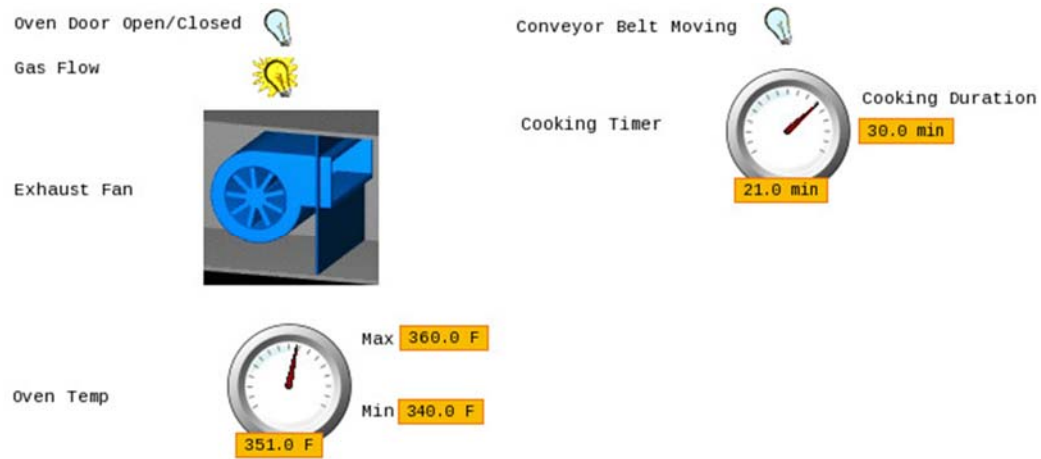 Oven Door Open/Closed
Gas Flow
Exhaust Fan
Oven Temp
Max 360.0 F
Min 340.0 F
351.0 F
Conveyor Belt Moving
Cooking Timer
Cooking Duration
30.0 min
21.0 min